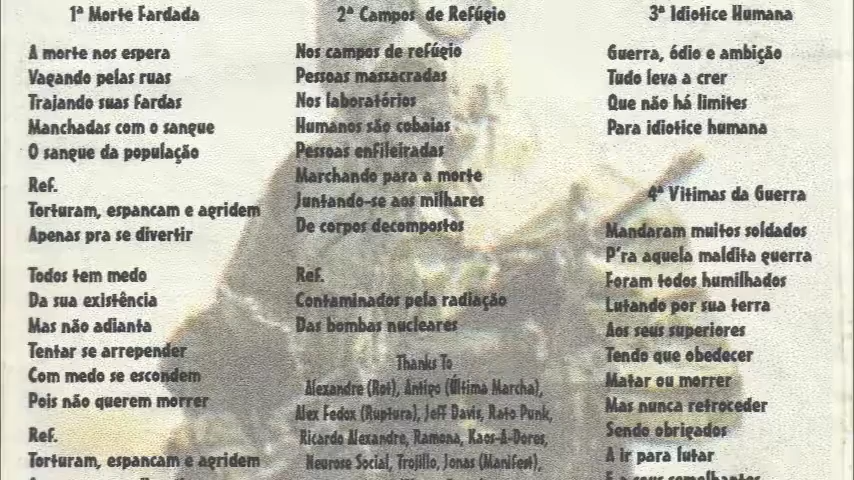 1ª Morte Fardada
A morte nos espera
Vagando pelas ruas
Trajando suas fardas
Manchadas com o sangue
O sangue da população
Ref.
Torturam, espancam e agridem
Apenas pra se divertir
Todos tem medo
Da sua existência
Mas não adianta
Tentar se arrepender
Com medo se escondem
Pois não querem morrer
Ref.
Torturam, espancam e agridem
2ª Campos de Refúgio
Nos campos de refúgio
Pessoas massacradas
Nos laboratórios
Humanos são cobaias
Pessoas enfileiradas
Marchando para a morte
Juntando-se aos milhares
De corpos decompostos
Ref.
Contaminados pela radiação
Das bombas nucleares
Thanks To
Alexandre (Rot), Antigo (Última Marcha),
Alex Fedox (Ruptura), Jeff Davis, Rato Punk,
Ricardo Alexandre, Ramona, Kaos-A-Dores,
Neurose Social, Trojillo, Jonas (Manifest),
3ª Idiotice Humana
Guerra, ódio e ambição
Tudo leva a crer
Que não há limites
Para idiotice humana
4ª Vitimas da Guerra
Mandaram muitos soldados
P'ra aquela maldita guerra
Foram todos humilhados
Lutando por sua terra
Aos seus superiores
Tendo que obedecer
Matar ou morrer
Mas nunca retroceder
Sendo obrigados
A ir para lutar
E a seus semelhantes